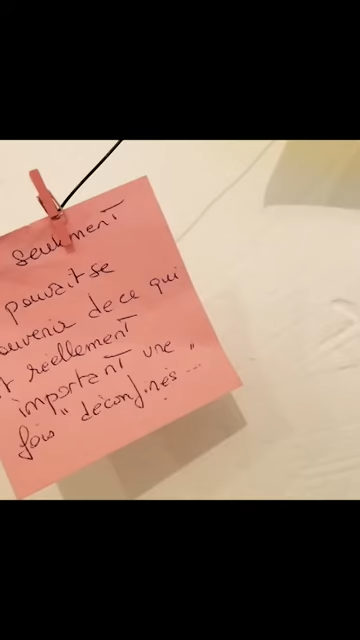 Seulement
pouvait se
ouvenir de ce qui
t réellement
important une
fois "déconfinés"...